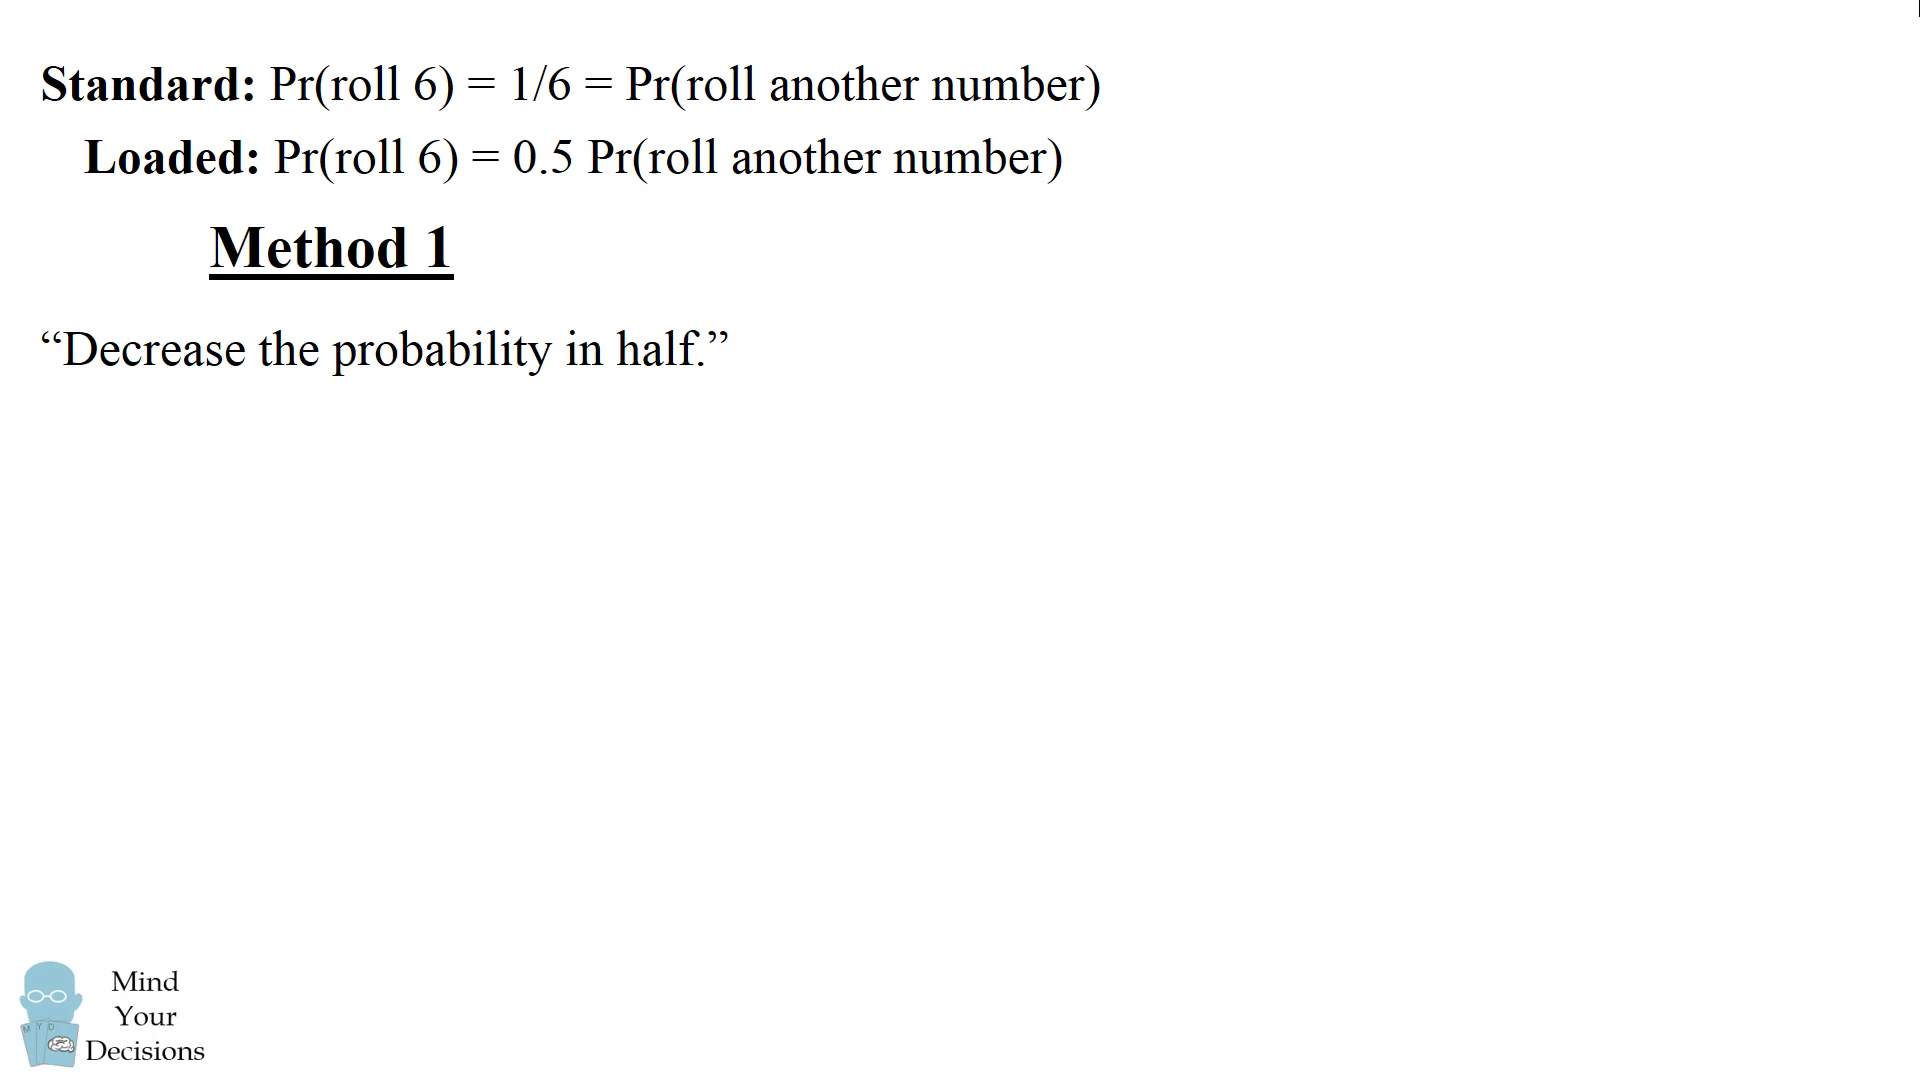 Standard: Pr(roll 6) = 1/6 = Pr(roll another number)
Loaded: Pr(roll 6) = 0.5 Pr(roll another number)
Method 1
“Decrease the probability in half.”
M Y D
Mind
Your
Decisions